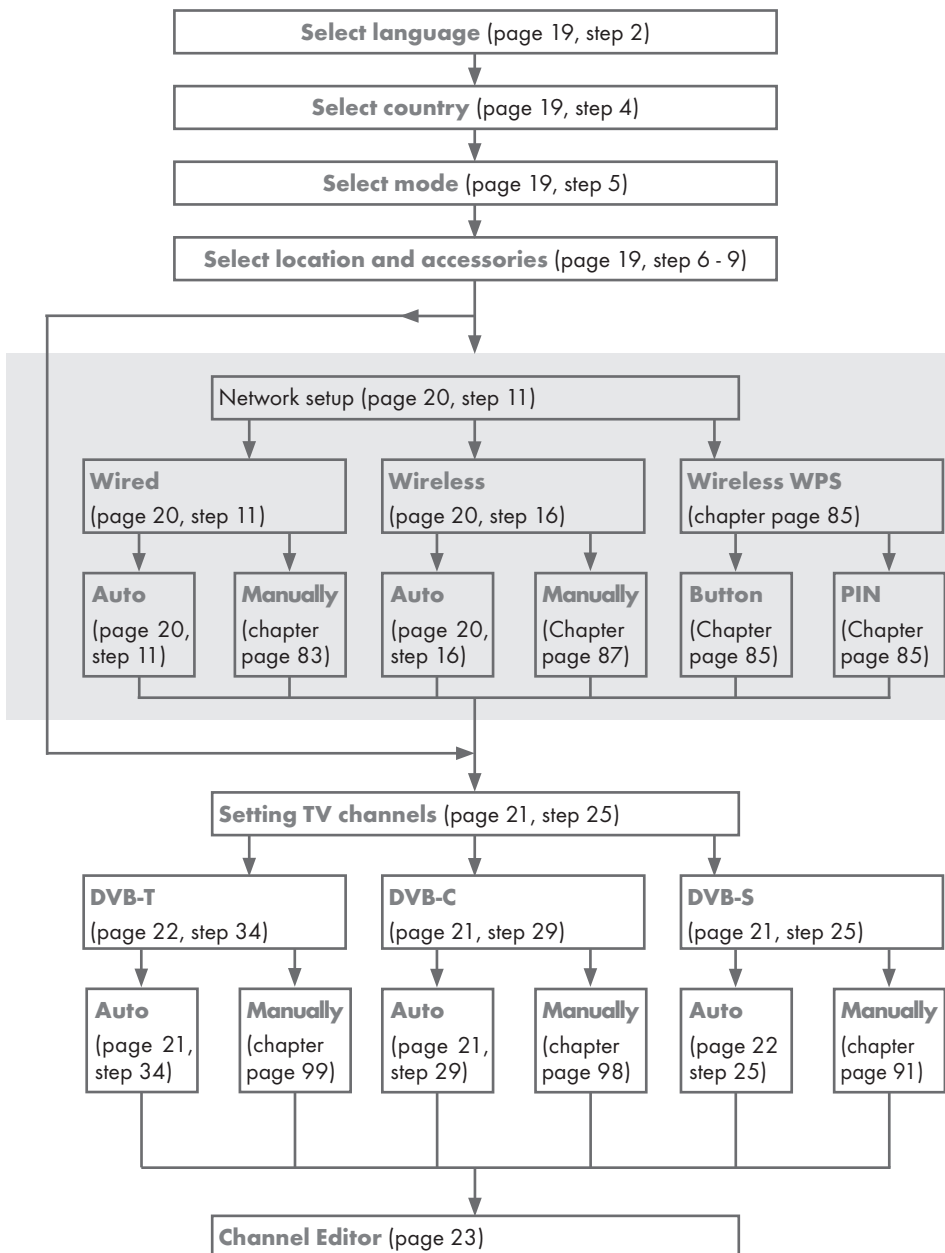 Select language (page 19, step 2)
Select country (page 19, step 4)
Select mode (page 19, step 5)
Select location and accessories (page 19, step 6 - 9)
Network setup (page 20, step 11)
Wired
(page 20, step 11)
Wireless
(page 20, step 16)
Wireless WPS
(chapter page 85)
Auto
(page 20,
step 11)
Manually
(chapter
page 83)
Auto
(page 20,
step 16)
Manually
(Chapter
page 87)
Button
(Chapter
page 85)
PIN
(Chapter
page 85)
Setting TV channels (page 21, step 25)
DVB-T
(page 22, step 34)
DVB-C
(page 21, step 29)
DVB-S
(page 21, step 25)
Auto
(page 21,
step 34)
Manually
(chapter
page 99)
Auto
(page 21,
step 29)
Manually
(chapter
page 98)
Auto
(page 22
step 25)
Manually
(chapter
page 91)
Channel Editor (page 23)